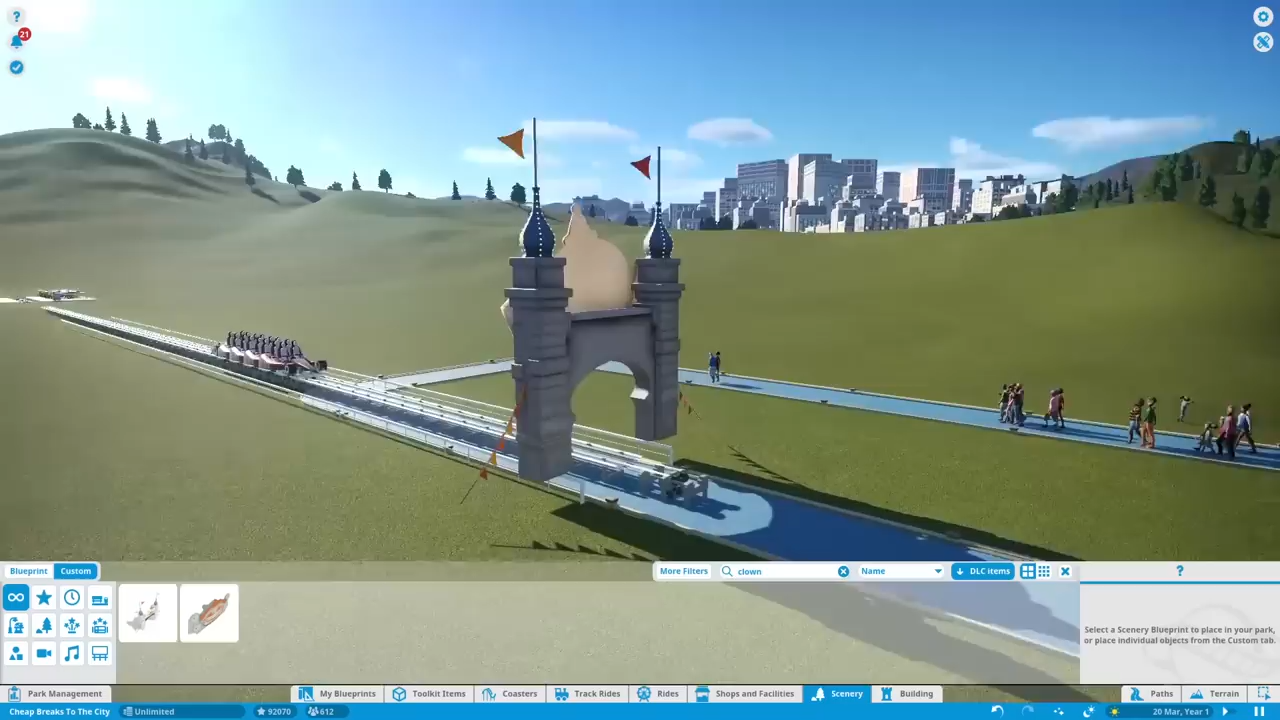 ?
21
Blueprint
Custom
More Filters
clown
Name
DLC items
?
Select a Scenery Blueprint to place in your park,
or place individual objects from the Custom tab.
Park Management
My Blueprints
Toolkit Items
Coasters
Track Rides
Rides
Shops and Facilities
Scenery
Building
Paths
Terrain
Cheap Breaks To The City
Unlimited
92070
612
20 Mar, Year 1